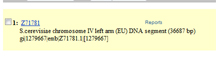 1: Z71781 Reports
S.cerevisiae chromosome IV left arm (EU) DNA segment (36687 bp)
gi|1279667|emb|Z71781.1|[1279667]